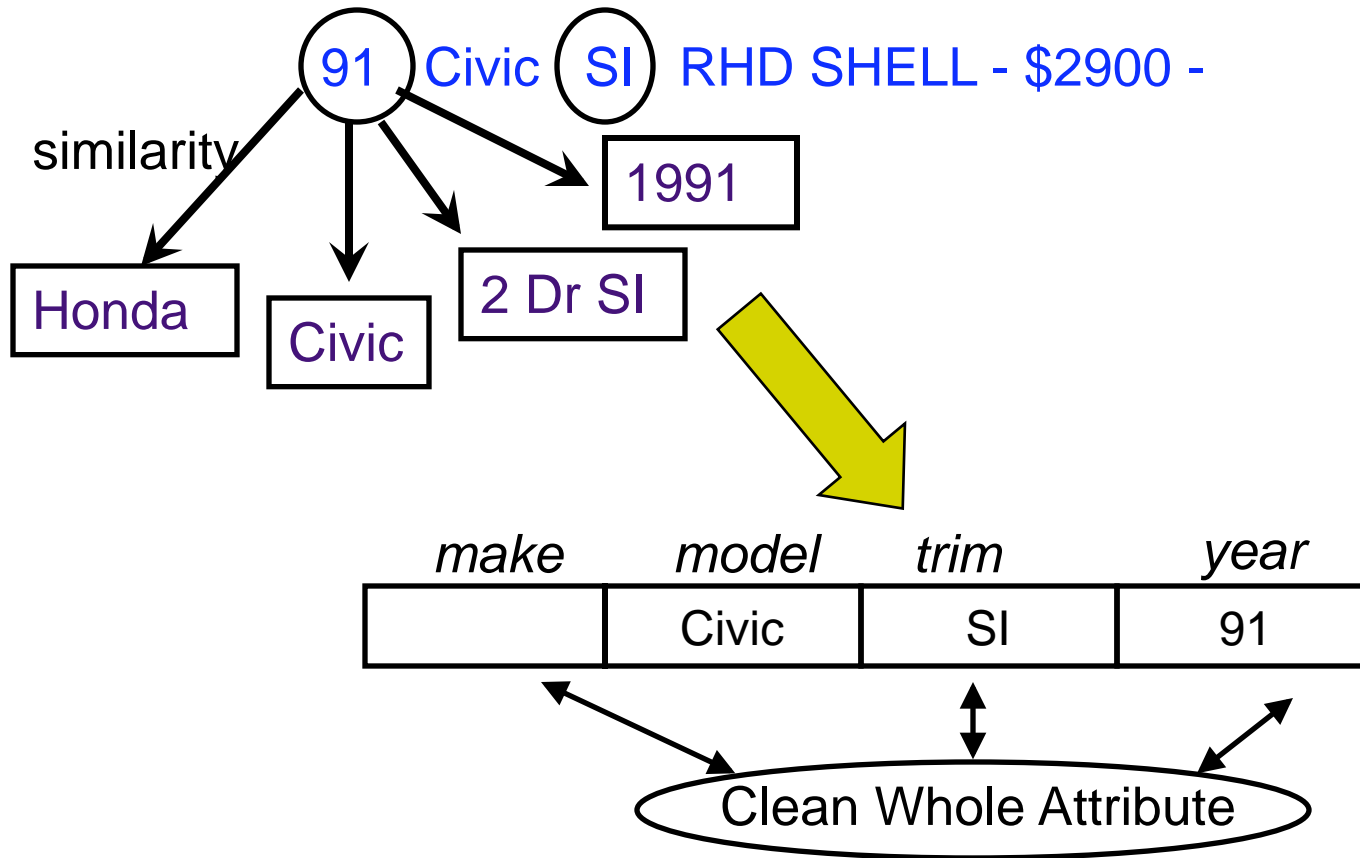 91 Civic SI RHD SHELL - $2900 -
similarity
1991
2 Dr SI
Honda
Civic
make model trim year
Civic SI 91
Clean Whole Attribute